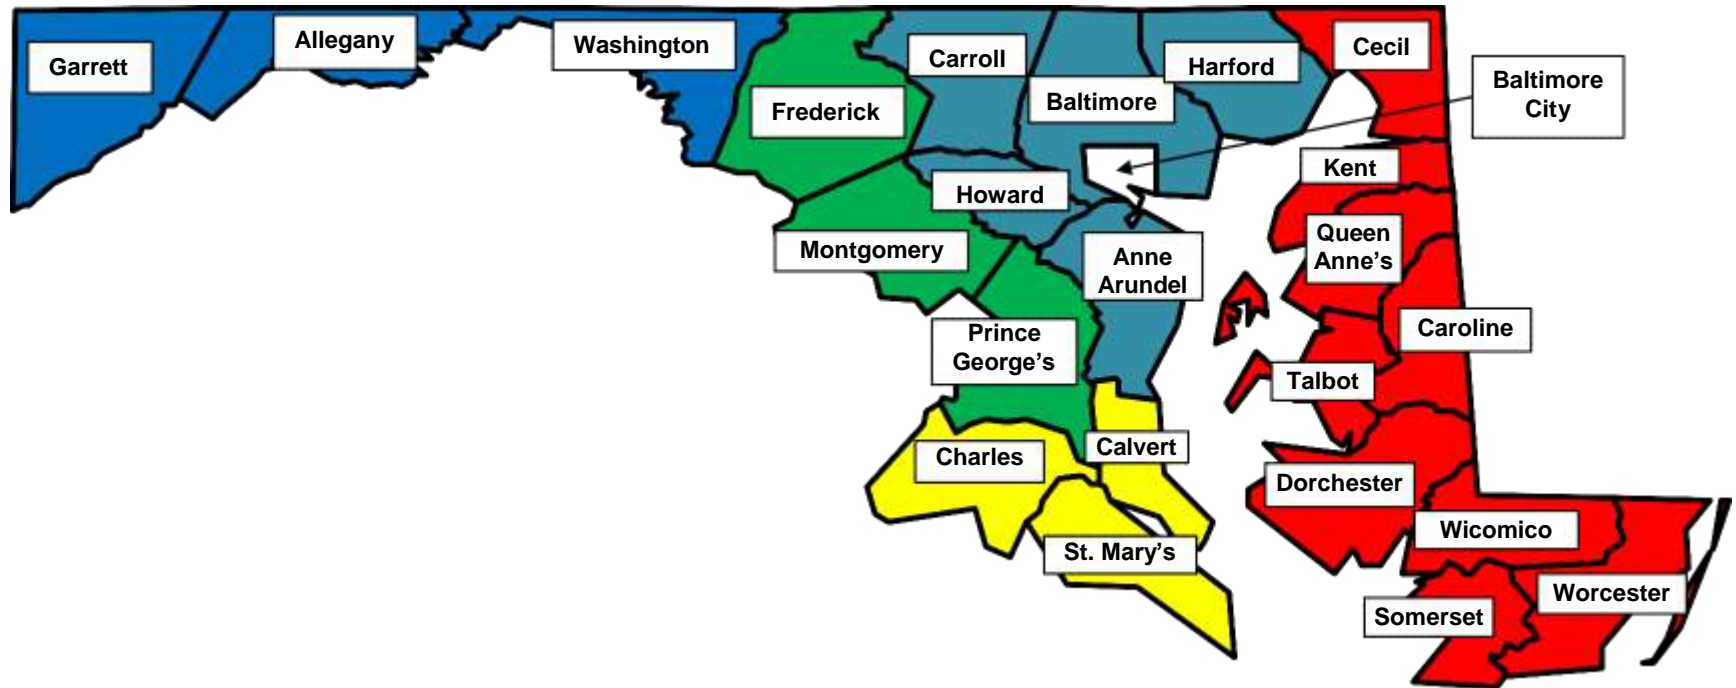 Garrett
Allegany
Washington
Frederick
Carroll
Baltimore
Harford
Cecil
Baltimore
City
Kent
Howard
Montgomery
Anne
Arundel
Queen
Anne's
Prince
George's
Caroline
Talbot
Charles
Calvert
Dorchester
St. Mary's
Wicomico
Somerset
Worcester